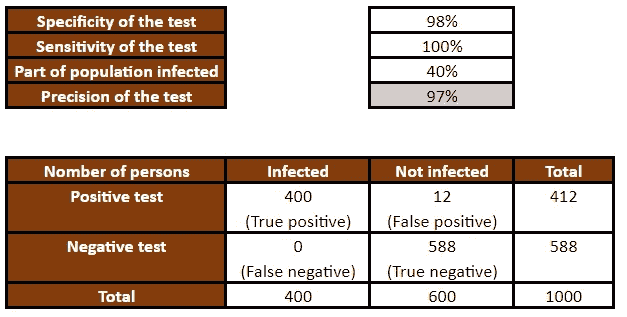 Specificity of the test 98%
Sensitivity of the test 100%
Part of population infected 40%
Precision of the test 97%
Nomber of persons Infected Not infected Total
Positive test 400 12 412
(True positive) (False positive)
Negative test 0 588 588
(False negative) (True negative)
Total 400 600 1000